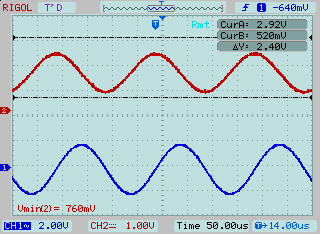 RIGOL T'D 1 -640mV
Rmt CurA: 2.92V
CurB: 520mV
ΔY: 2.40V
T
2
1
Vmin(2)= 760mV
CH1 2.00V CH2 1.00V Time 50.00us T 14.00us